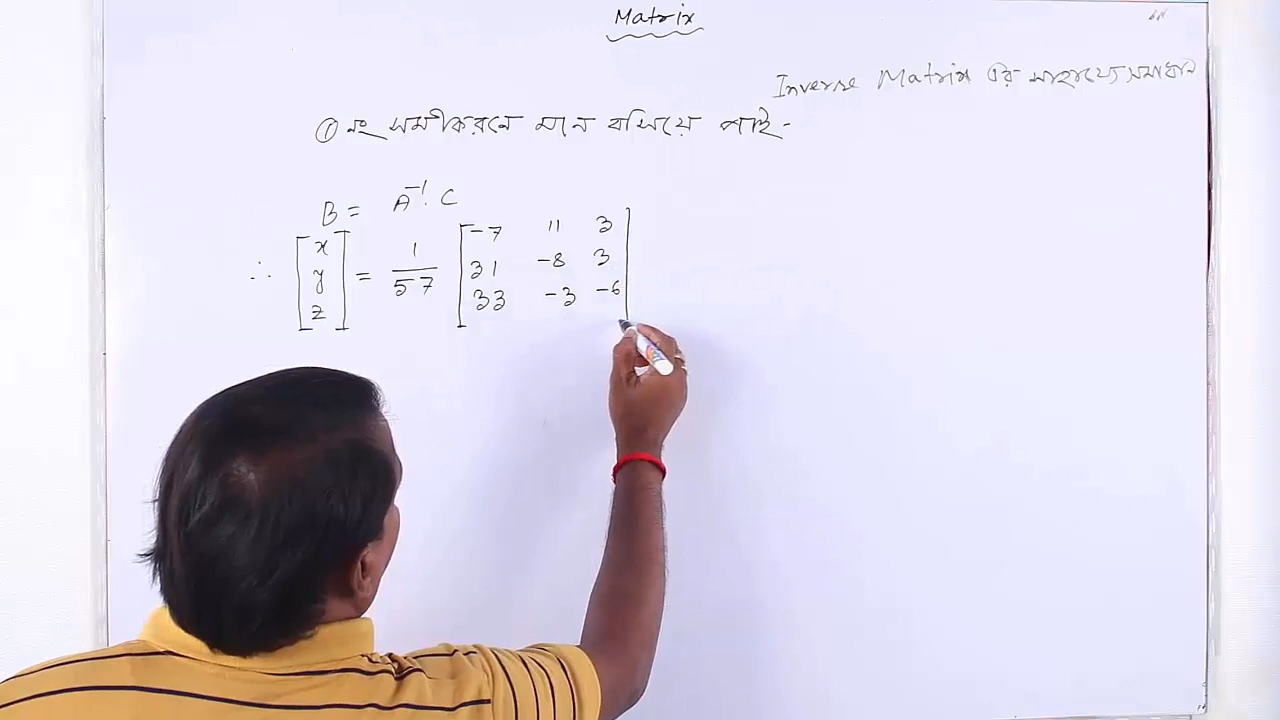 Matrix
Inverse Matrix এর সাহায্যে সমাধান
① নং সমীকরনে মান বসিয়ে পাই-
B = A⁻¹. C
∴ [x y z] = 1/57 [-7 11 3
31 -8 3
33 -3 -6